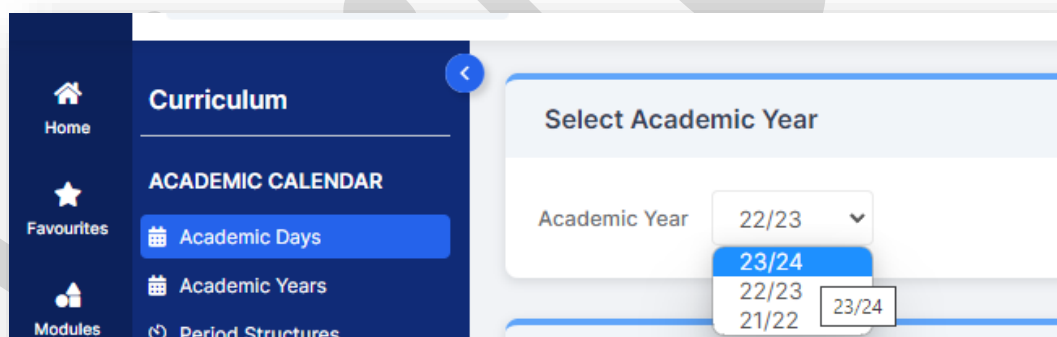 Home
Favourites
Modules
Curriculum
ACADEMIC CALENDAR
Academic Days
Academic Years
Period Structures
Select Academic Year
Academic Year 22/23
23/24
22/23
21/22
23/24